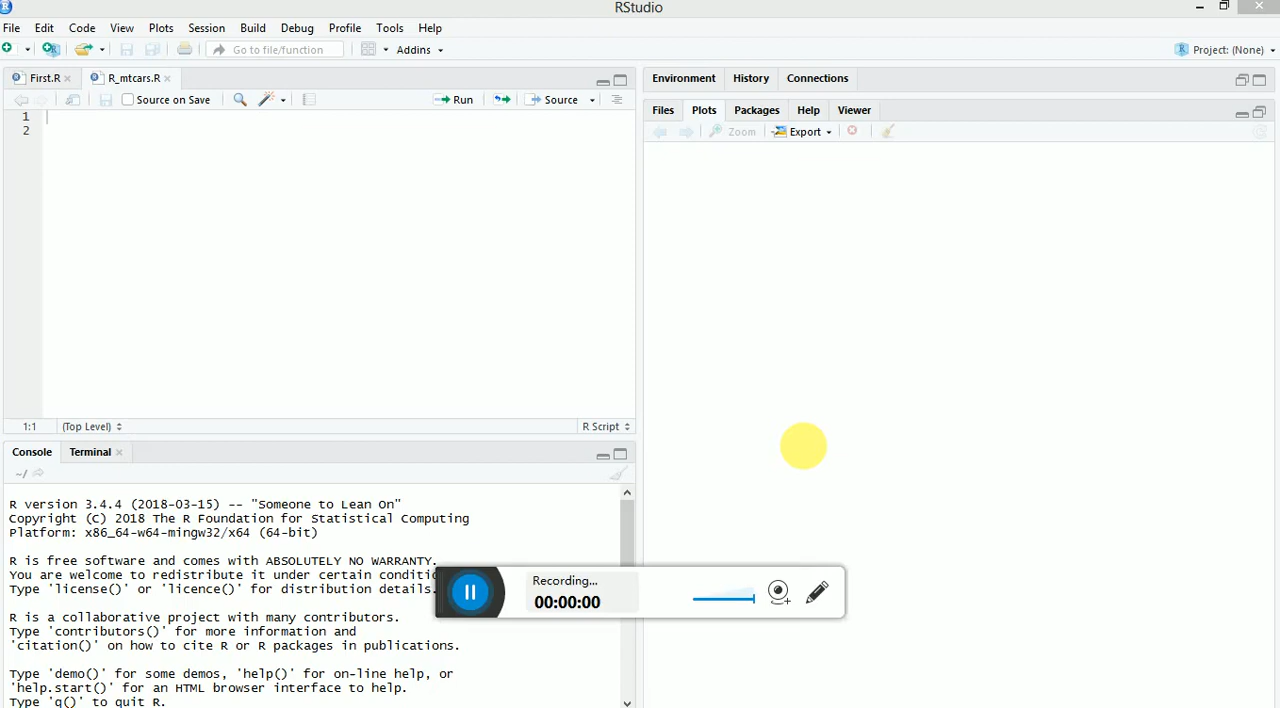 RStudio
File Edit Code View Plots Session Build Debug Profile Tools Help
Go to file/function Addins Project: (None)
First.R R_mtcars.R
Source on Save Run Source
1
2
1:1 (Top Level) R Script
Console Terminal
~/
R version 3.4.4 (2018-03-15) -- "Someone to Lean On"
Copyright (C) 2018 The R Foundation for Statistical Computing
Platform: x86_64-w64-mingw32/x64 (64-bit)
R is free software and comes with ABSOLUTELY NO WARRANTY.
You are welcome to redistribute it under certain
Type 'license()' or 'licence()' for distribution details.
R is a collaborative project with many contributors.
Type 'contributors()' for more information and
'citation()' on how to cite R or R packages in publications.
Type 'demo()' for some demos, 'help()' for on-line help, or
'help.start()' for an HTML browser interface to help.
Type 'q()' to quit R.
Environment History Connections
Files Plots Packages Help Viewer
Zoom Export
Recording...
00:00:00